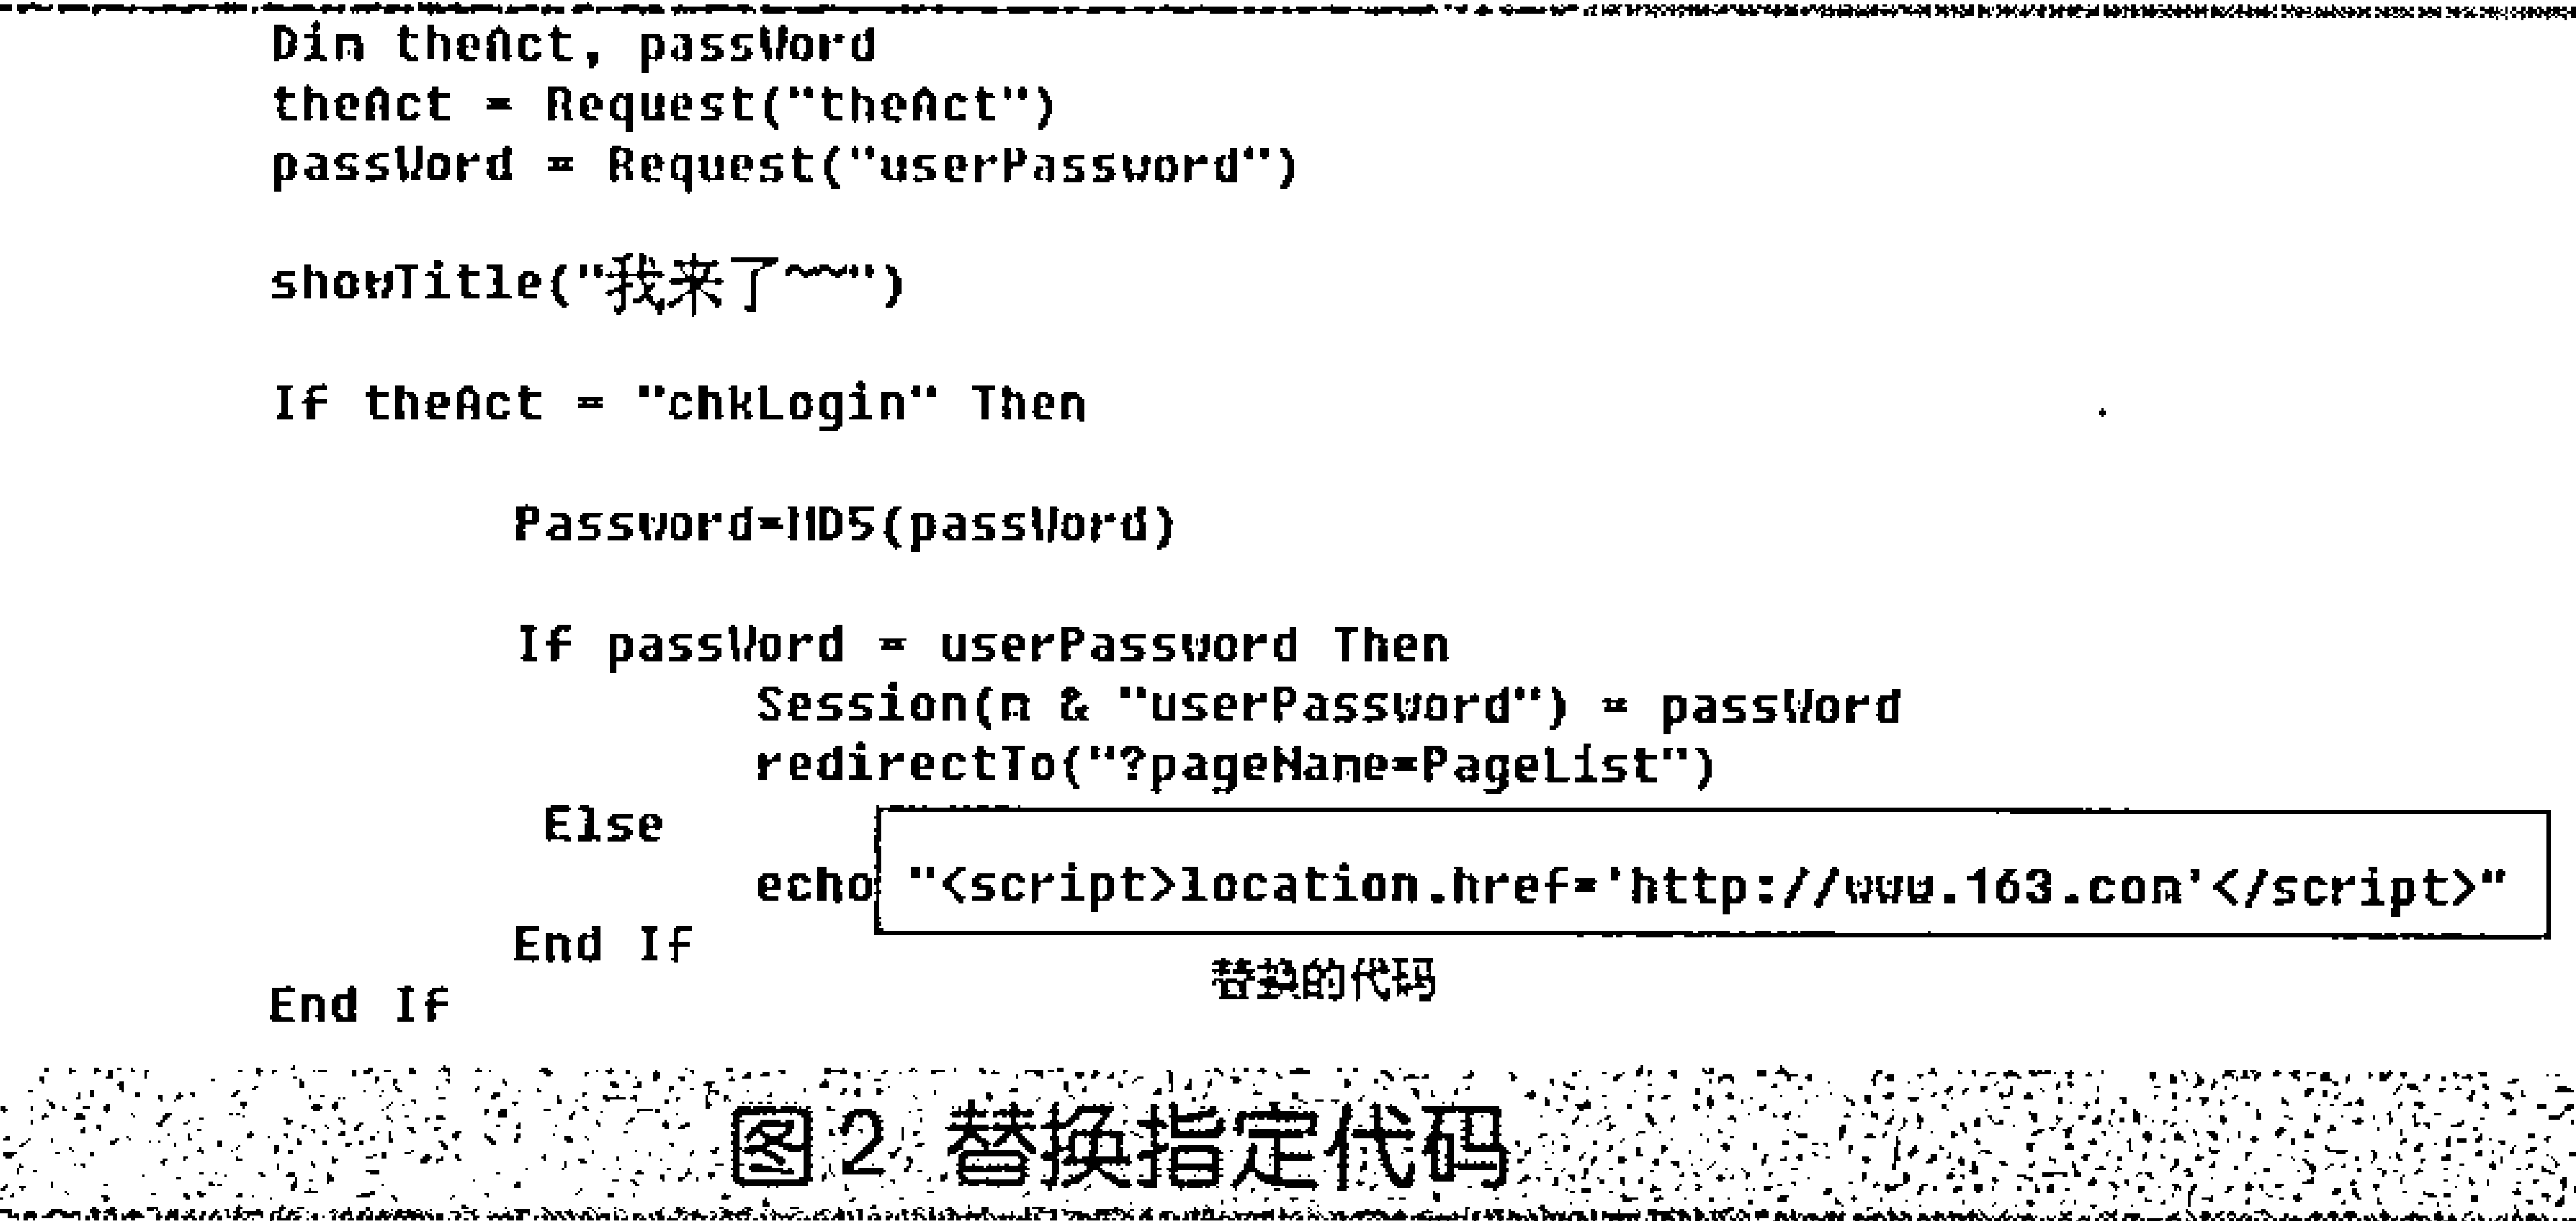 Dim theAct, passWord
theAct = Request("theAct")
passWord = Request("userPassword")
showTitle("我来了~~")
If theAct = "chkLogin" Then
Password=MD5(passWord)
If passWord = userPassword Then
Session(m & "userPassword") = passWord
redirectTo("?pageName=PageList")
Else
echo "<script>location.href='http://www.163.com'</script>"
End If
替换的代码
End If
图2 替换指定代码